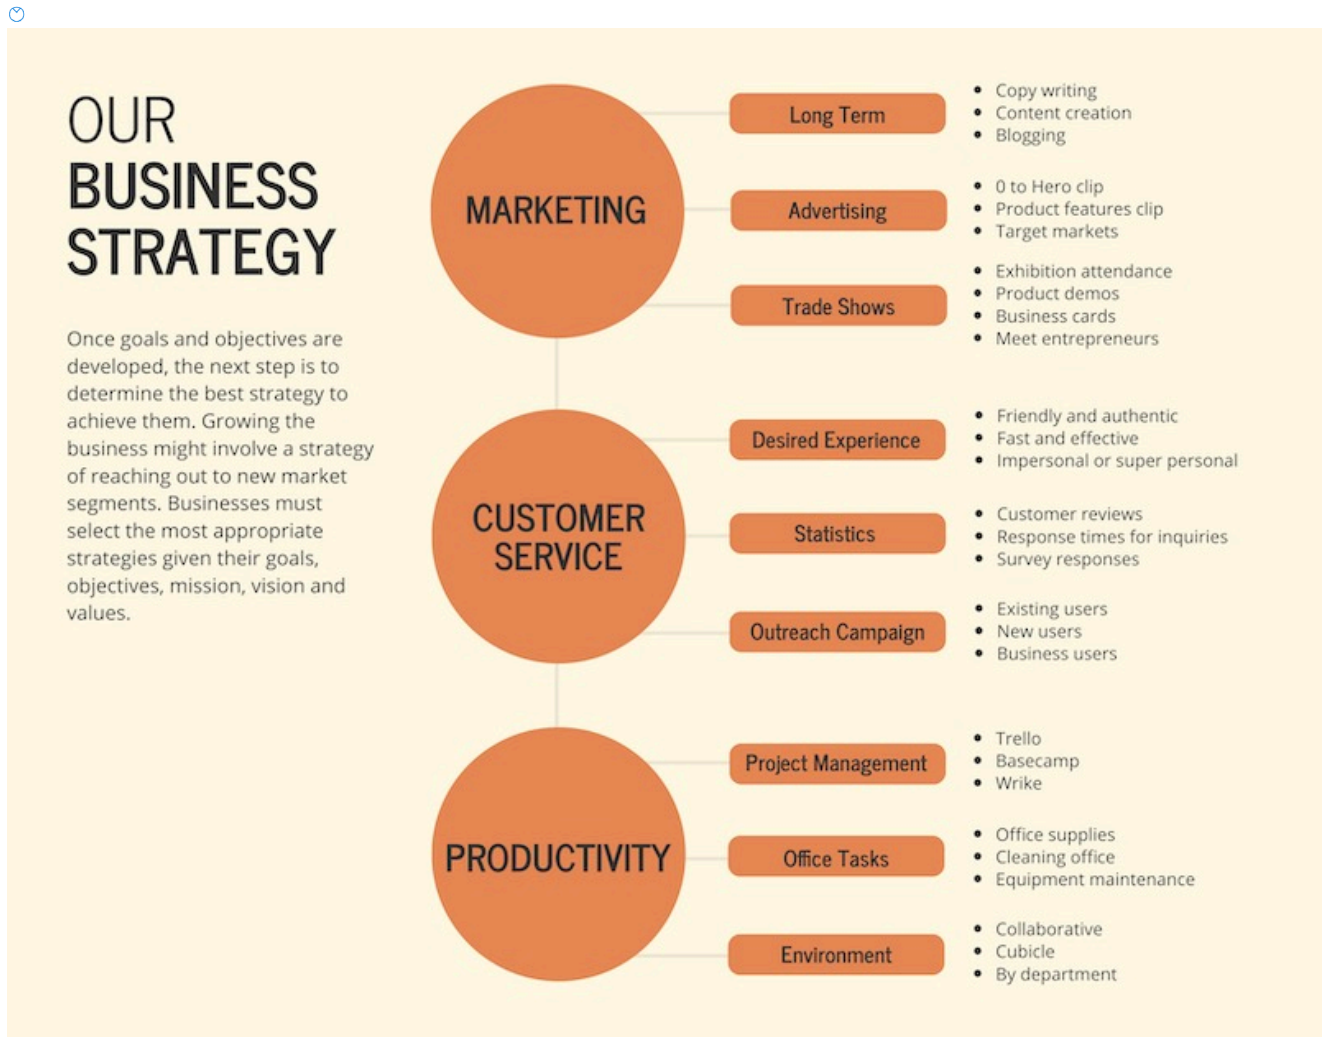 OUR
BUSINESS
STRATEGY
Once goals and objectives are
developed, the next step is to
determine the best strategy to
achieve them. Growing the
business might involve a strategy
of reaching out to new market
segments. Businesses must
select the most appropriate
strategies given their goals,
objectives, mission, vision and
values.
MARKETING
Long Term
• Copy writing
• Content creation
• Blogging
Advertising
• 0 to Hero clip
• Product features clip
• Target markets
Trade Shows
• Exhibition attendance
• Product demos
• Business cards
• Meet entrepreneurs
CUSTOMER
SERVICE
Desired Experience
• Friendly and authentic
• Fast and effective
• Impersonal or super personal
Statistics
• Customer reviews
• Response times for inquiries
• Survey responses
Outreach Campaign
• Existing users
• New users
• Business users
PRODUCTIVITY
Project Management
• Trello
• Basecamp
• Wrike
Office Tasks
• Office supplies
• Cleaning office
• Equipment maintenance
Environment
• Collaborative
• Cubicle
• By department